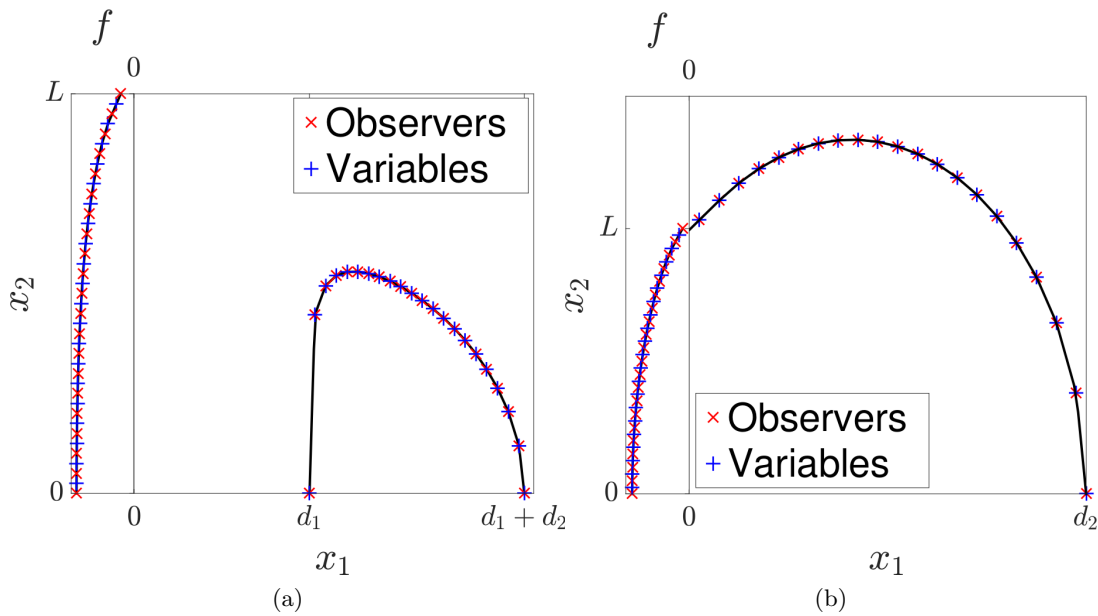 f
0
L
× Observers
+ Variables
x₂
0
0
d₁
d₁ + d₂
x₁
(a)
f
0
L
x₂
× Observers
+ Variables
0
0
d₂
x₁
(b)